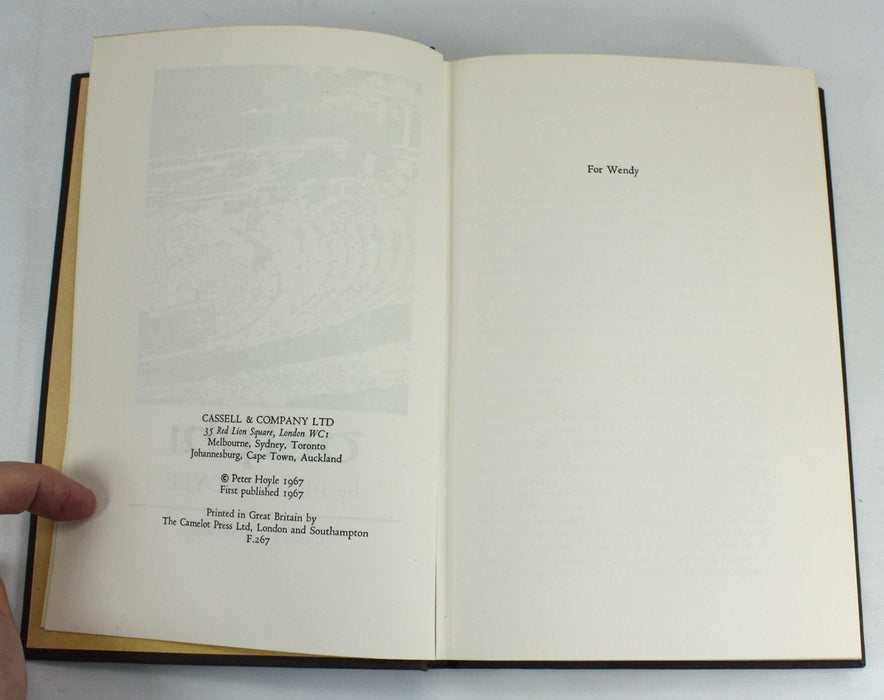 CASSELL & COMPANY LTD
35 Red Lion Square, London WC1
Melbourne, Sydney, Toronto
Johannesburg, Cape Town, Auckland
© Peter Hoyle 1967
First published 1967
Printed in Great Britain by
The Camelot Press Ltd, London and Southampton
F.267
For Wendy